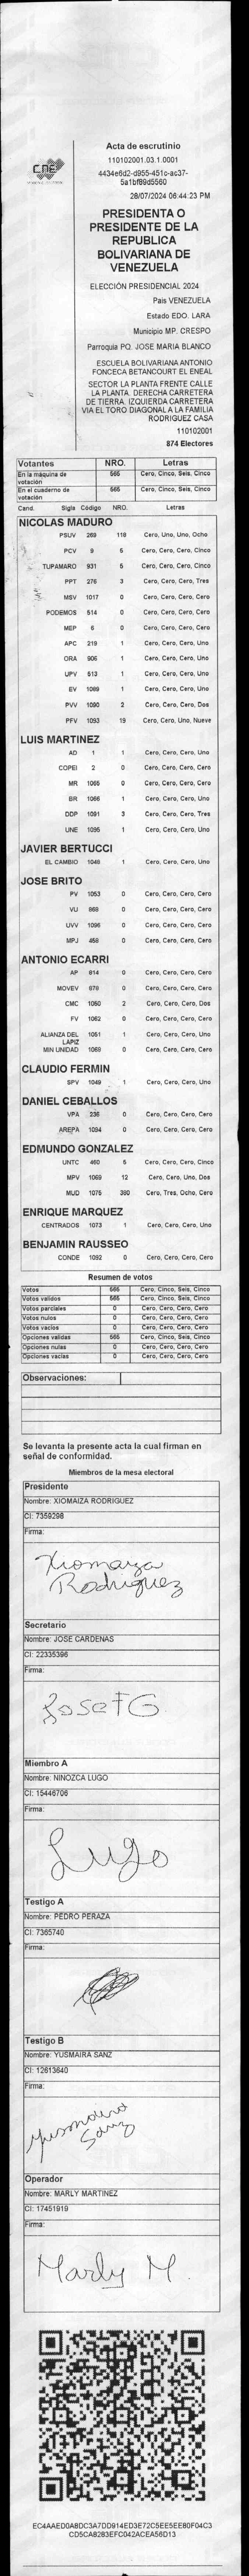 CNE
Acta de escrutinio
110102001.03.1.0001
4434e6d2-d955-451c-ac37-
5a1bf89d5560
28/07/2024 06:44:23 PM
PRESIDENTA O
PRESIDENTE DE LA
REPUBLICA
BOLIVARIANA DE
VENEZUELA
ELECCIÓN PRESIDENCIAL 2024
Pais VENEZUELA
Estado EDO. LARA
Municipio MP. CRESPO
Parroquia PQ. JOSE MARIA BLANCO
ESCUELA BOLIVARIANA ANTONIO
FONCECA BETANCOURT EL ENEAL
SECTOR LA PLANTA FRENTE CALLE
LA PLANTA. DERECHA CARRETERA
DE TIERRA. IZQUIERDA CARRETERA
VIA EL TORO DIAGONAL A LA FAMILIA
RODRIGUEZ CASA
110102001
874 Electores
Votantes NRO. Letras
En la máquina de votación 565 Cero, Cinco, Seis, Cinco
En el cuaderno de votación 565 Cero, Cinco, Seis, Cinco
Cand. Sigla Código NRO. Letras
NICOLAS MADURO
PSUV 269 118 Cero, Uno, Uno, Ocho
PCV 9 5 Cero, Cero, Cero, Cinco
TUPAMARO 931 5 Cero, Cero, Cero, Cinco
PPT 276 3 Cero, Cero, Cero, Tres
MSV 1017 0 Cero, Cero, Cero, Cero
PODEMOS 514 0 Cero, Cero, Cero, Cero
MEP 6 0 Cero, Cero, Cero, Cero
APC 219 1 Cero, Cero, Cero, Uno
ORA 906 1 Cero, Cero, Cero, Uno
UPV 513 1 Cero, Cero, Cero, Uno
EV 1089 1 Cero, Cero, Cero, Uno
PVV 1090 2 Cero, Cero, Cero, Dos
PFV 1093 19 Cero, Cero, Uno, Nueve
LUIS MARTINEZ
AD 1 1 Cero, Cero, Cero, Uno
COPEI 2 0 Cero, Cero, Cero, Cero
MR 1065 0 Cero, Cero, Cero, Cero
BR 1066 1 Cero, Cero, Cero, Uno
DDP 1091 3 Cero, Cero, Cero, Tres
UNE 1095 1 Cero, Cero, Cero, Uno
JAVIER BERTUCCI
EL CAMBIO 1048 1 Cero, Cero, Cero, Uno
JOSE BRITO
PV 1053 0 Cero, Cero, Cero, Cero
VU 869 0 Cero, Cero, Cero, Cero
UVV 1096 0 Cero, Cero, Cero, Cero
MPJ 458 0 Cero, Cero, Cero, Cero
ANTONIO ECARRI
AP 814 0 Cero, Cero, Cero, Cero
MOVEV 878 0 Cero, Cero, Cero, Cero
CMC 1050 2 Cero, Cero, Cero, Dos
FV 1062 0 Cero, Cero, Cero, Cero
ALIANZA DEL LAPIZ 1051 1 Cero, Cero, Cero, Uno
MIN UNIDAD 1068 0 Cero, Cero, Cero, Cero
CLAUDIO FERMIN
SPV 1049 1 Cero, Cero, Cero, Uno
DANIEL CEBALLOS
VPA 236 0 Cero, Cero, Cero, Cero
AREPA 1094 0 Cero, Cero, Cero, Cero
EDMUNDO GONZALEZ
UNTC 460 5 Cero, Cero, Cero, Cinco
MPV 1069 12 Cero, Cero, Uno, Dos
MUD 1075 380 Cero, Tres, Ocho, Cero
ENRIQUE MARQUEZ
CENTRADOS 1073 1 Cero, Cero, Cero, Uno
BENJAMIN RAUSSEO
CONDE 1092 0 Cero, Cero, Cero, Cero
Resumen de votos
Votos 565 Cero, Cinco, Seis, Cinco
Votos validos 565 Cero, Cinco, Seis, Cinco
Votos parciales 0 Cero, Cero, Cero, Cero
Votos nulos 0 Cero, Cero, Cero, Cero
Votos vacios 0 Cero, Cero, Cero, Cero
Opciones validas 565 Cero, Cinco, Seis, Cinco
Opciones nulas 0 Cero, Cero, Cero, Cero
Opciones vacias 0 Cero, Cero, Cero, Cero
Observaciones:
Se levanta la presente acta la cual firman en
señal de conformidad.
Miembros de la mesa electoral
Presidente
Nombre: XIOMAIZA RODRIGUEZ
CI: 7359298
Firma:
Xiomaiza
Rodriguez
Secretario
Nombre: JOSE CARDENAS
CI: 22335396
Firma:
Jose F G
Miembro A
Nombre: NINOZCA LUGO
CI: 15446706
Firma:
Lugo
Testigo A
Nombre: PEDRO PERAZA
CI: 7365740
Firma:
Testigo B
Nombre: YUSMAIRA SANZ
CI: 12613640
Firma:
Yusmaira
Sanz
Operador
Nombre: MARLY MARTINEZ
CI: 17451919
Firma:
Marly M.
EC4AAED0A8DC3A7DD914ED3E72C5EE5EE80F04C3
CD5CA8283EFC042ACEA56D13